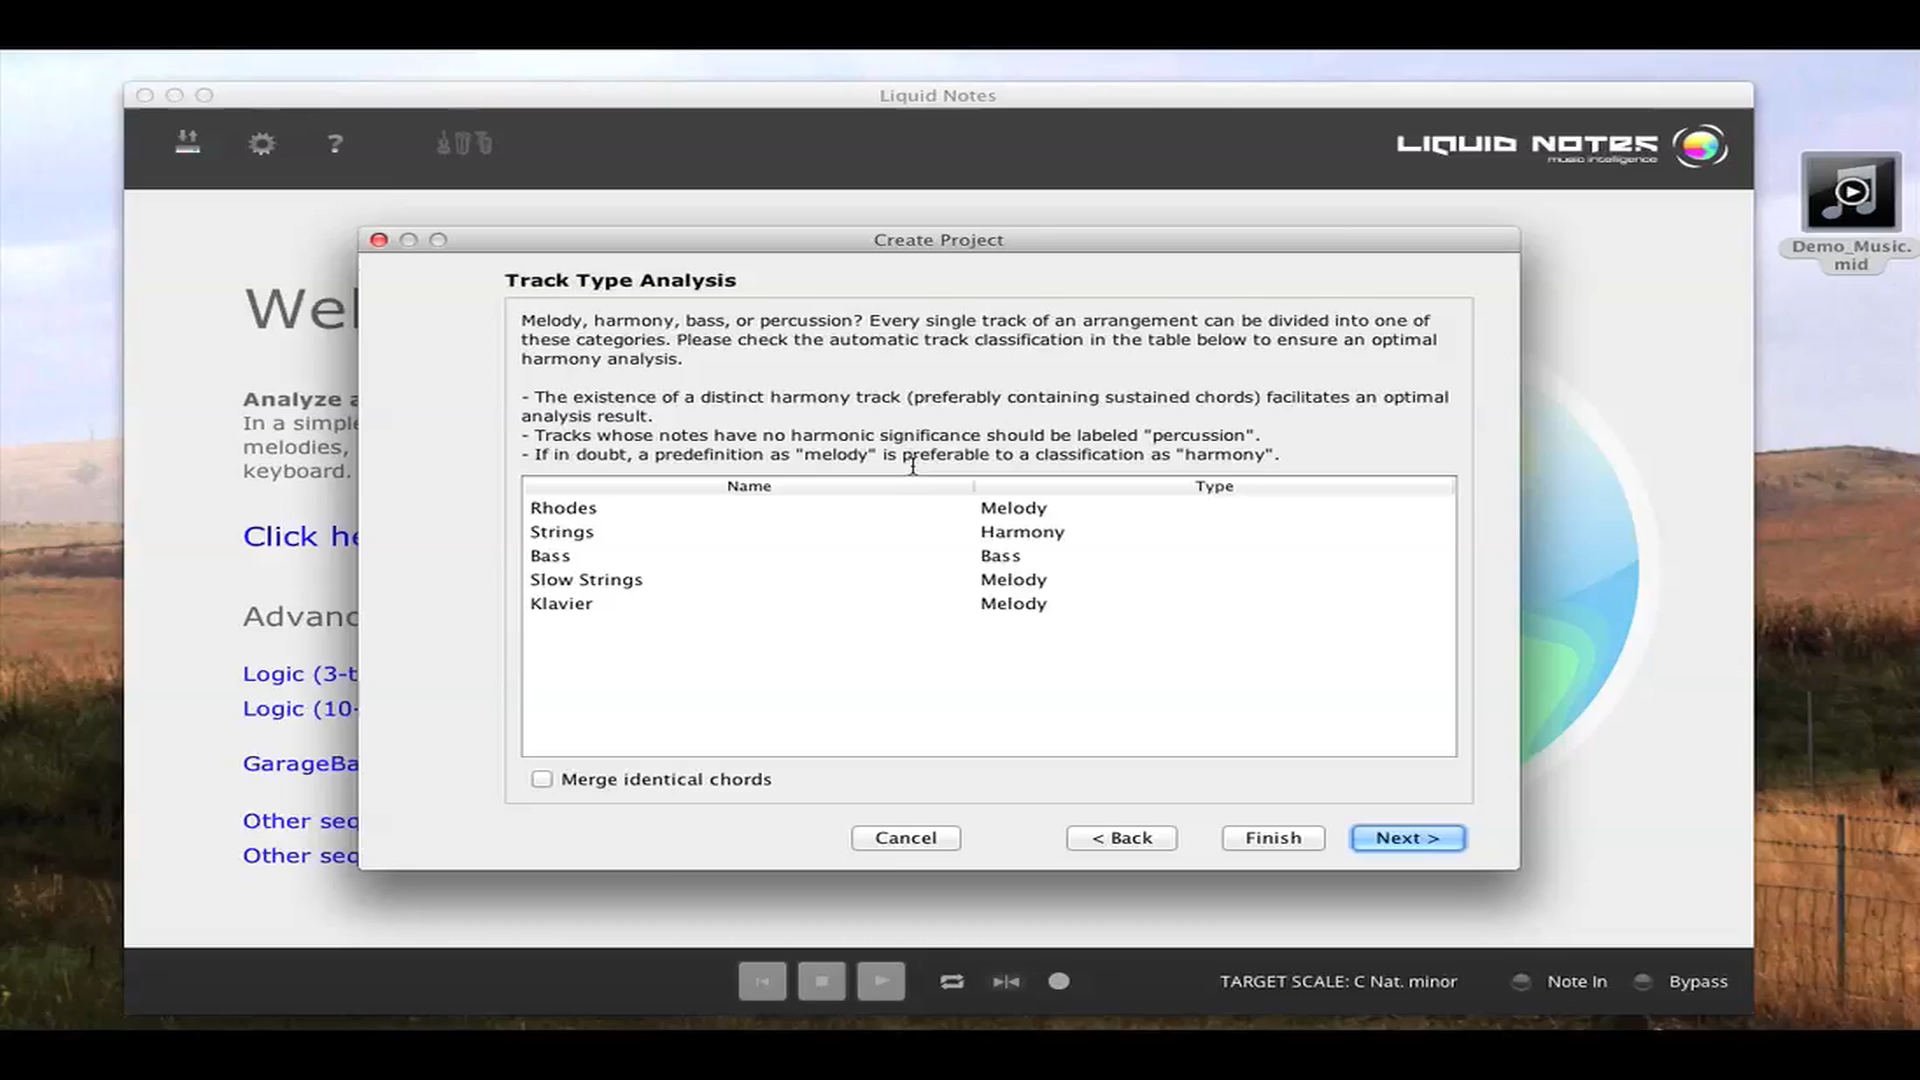 Liquid Notes
?
LIQUID NOTES
music intelligence
Demo_Music.
mid
Create Project
Track Type Analysis
Melody, harmony, bass, or percussion? Every single track of an arrangement can be divided into one of
these categories. Please check the automatic track classification in the table below to ensure an optimal
harmony analysis.
- The existence of a distinct harmony track (preferably containing sustained chords) facilitates an optimal
analysis result.
- Tracks whose notes have no harmonic significance should be labeled "percussion".
- If in doubt, a predefinition as "melody" is preferable to a classification as "harmony".
Name Type
Rhodes Melody
Strings Harmony
Bass Bass
Slow Strings Melody
Klavier Melody
Merge identical chords
Cancel < Back Finish Next >
Wel
Analyze a
In a simple
melodies,
keyboard.
Click he
Advanc
Logic (3-t
Logic (10-
GarageBa
Other seq
Other seq
TARGET SCALE: C Nat. minor Note In Bypass